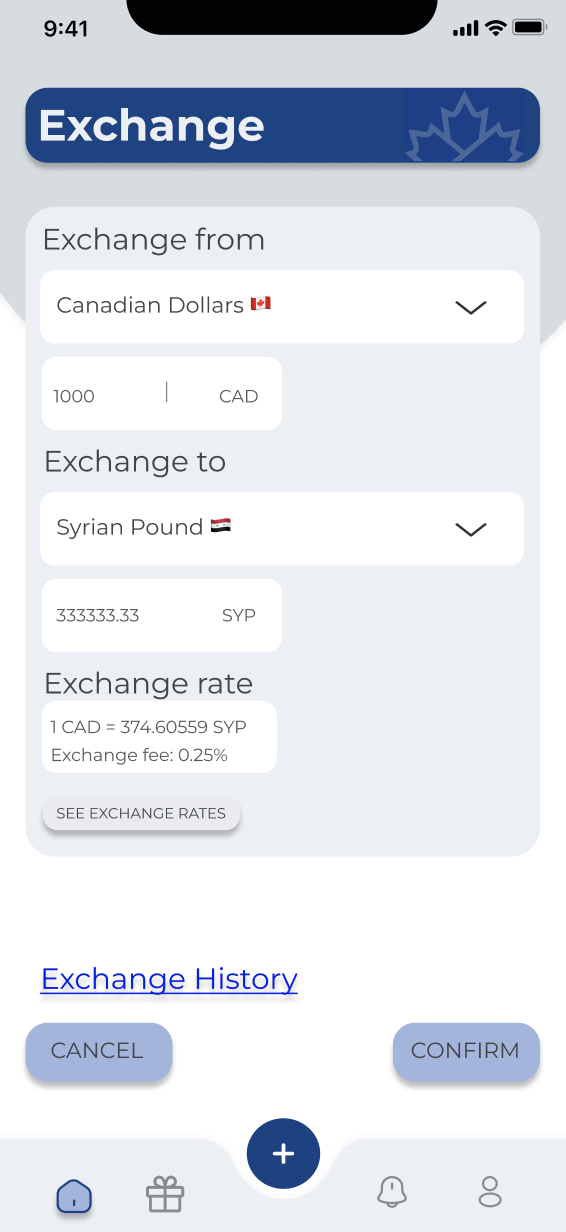 9:41
Exchange
Exchange from
Canadian Dollars 🇨🇦
1000 | CAD
Exchange to
Syrian Pound 🇸🇾
333333.33 SYP
Exchange rate
1 CAD = 374.60559 SYP
Exchange fee: 0.25%
SEE EXCHANGE RATES
Exchange History
CANCEL CONFIRM